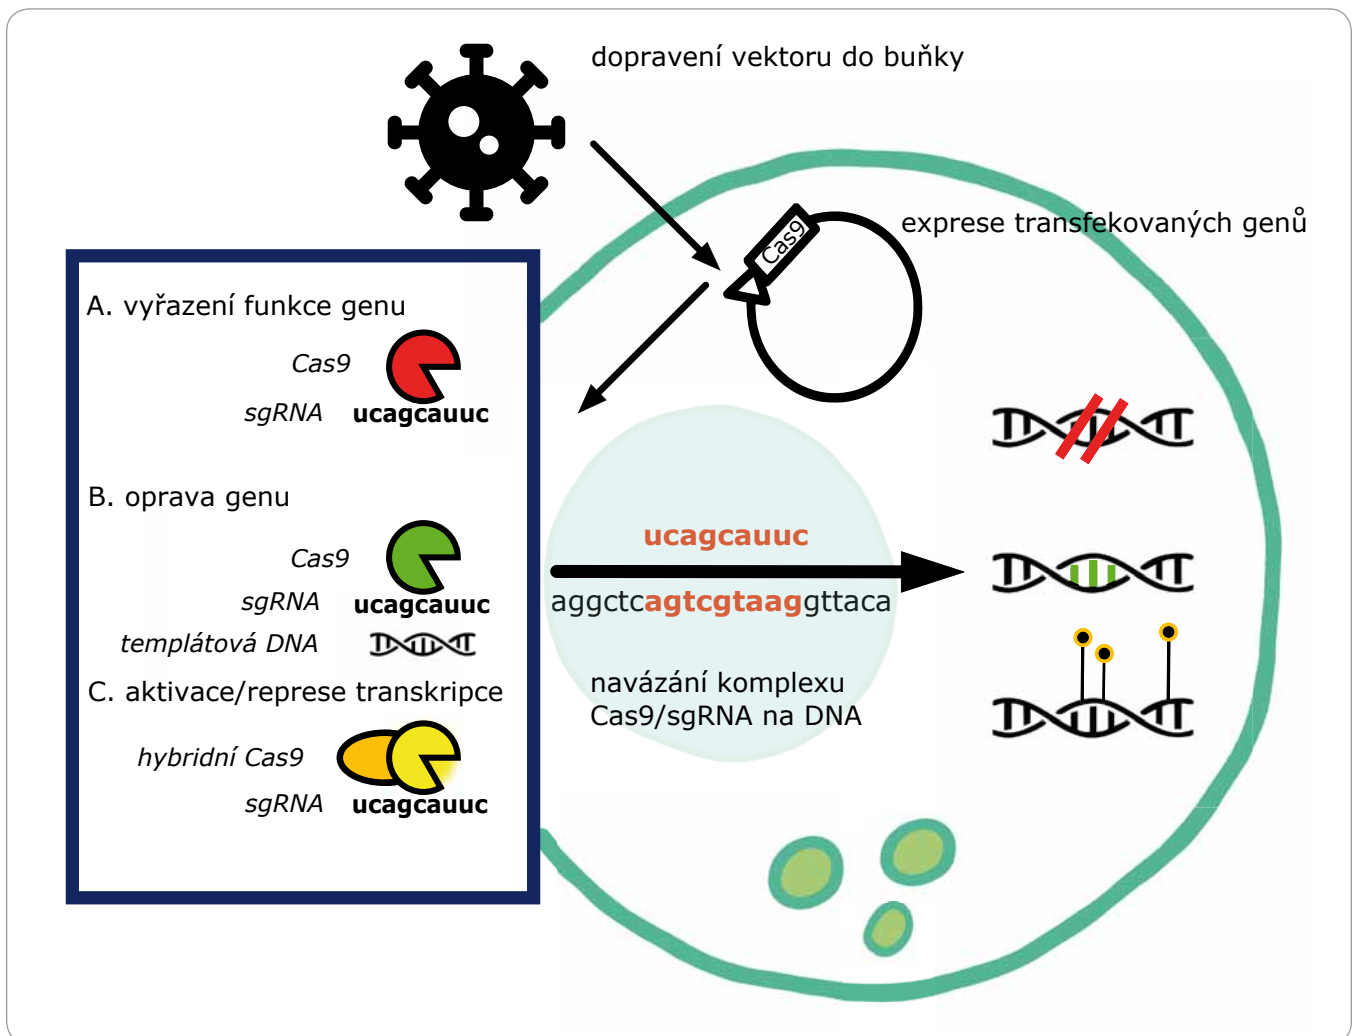 dopravení vektoru do buňky
exprese transfekovaných genů
Cas9
A. vyřazení funkce genu
Cas9
sgRNA ucagcauuc
B. oprava genu
Cas9
sgRNA ucagcauuc
templátová DNA
C. aktivace/represe transkripce
hybridní Cas9
sgRNA ucagcauuc
ucagcauuc
aggctcagtcgtaaggttaca
navázání komplexu
Cas9/sgRNA na DNA